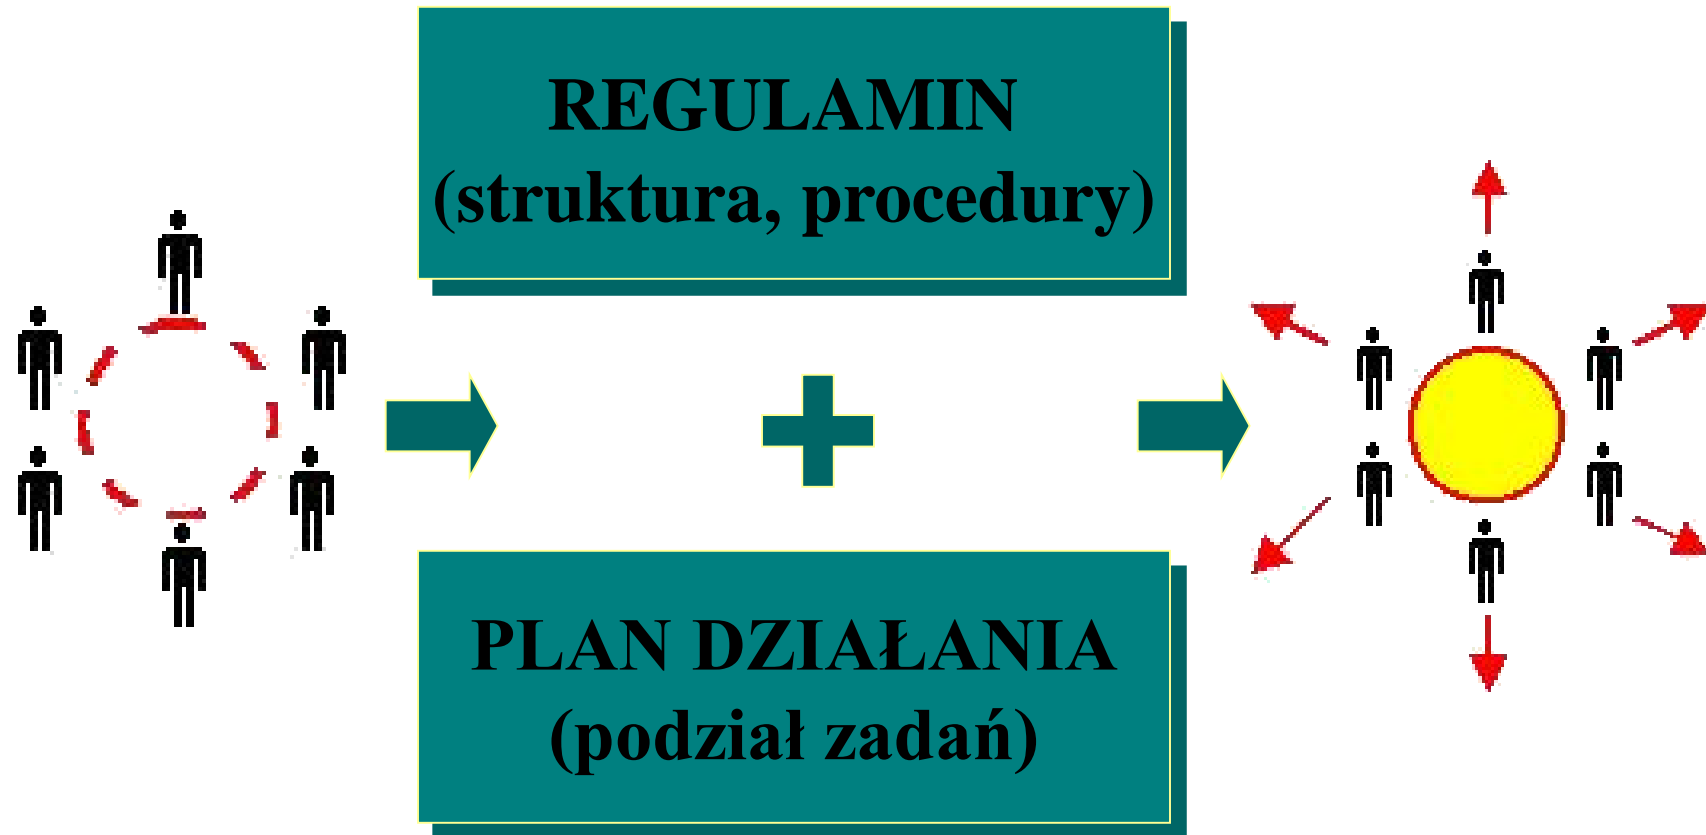 REGULAMIN
(struktura, procedury)
PLAN DZIAŁANIA
(podział zadań)